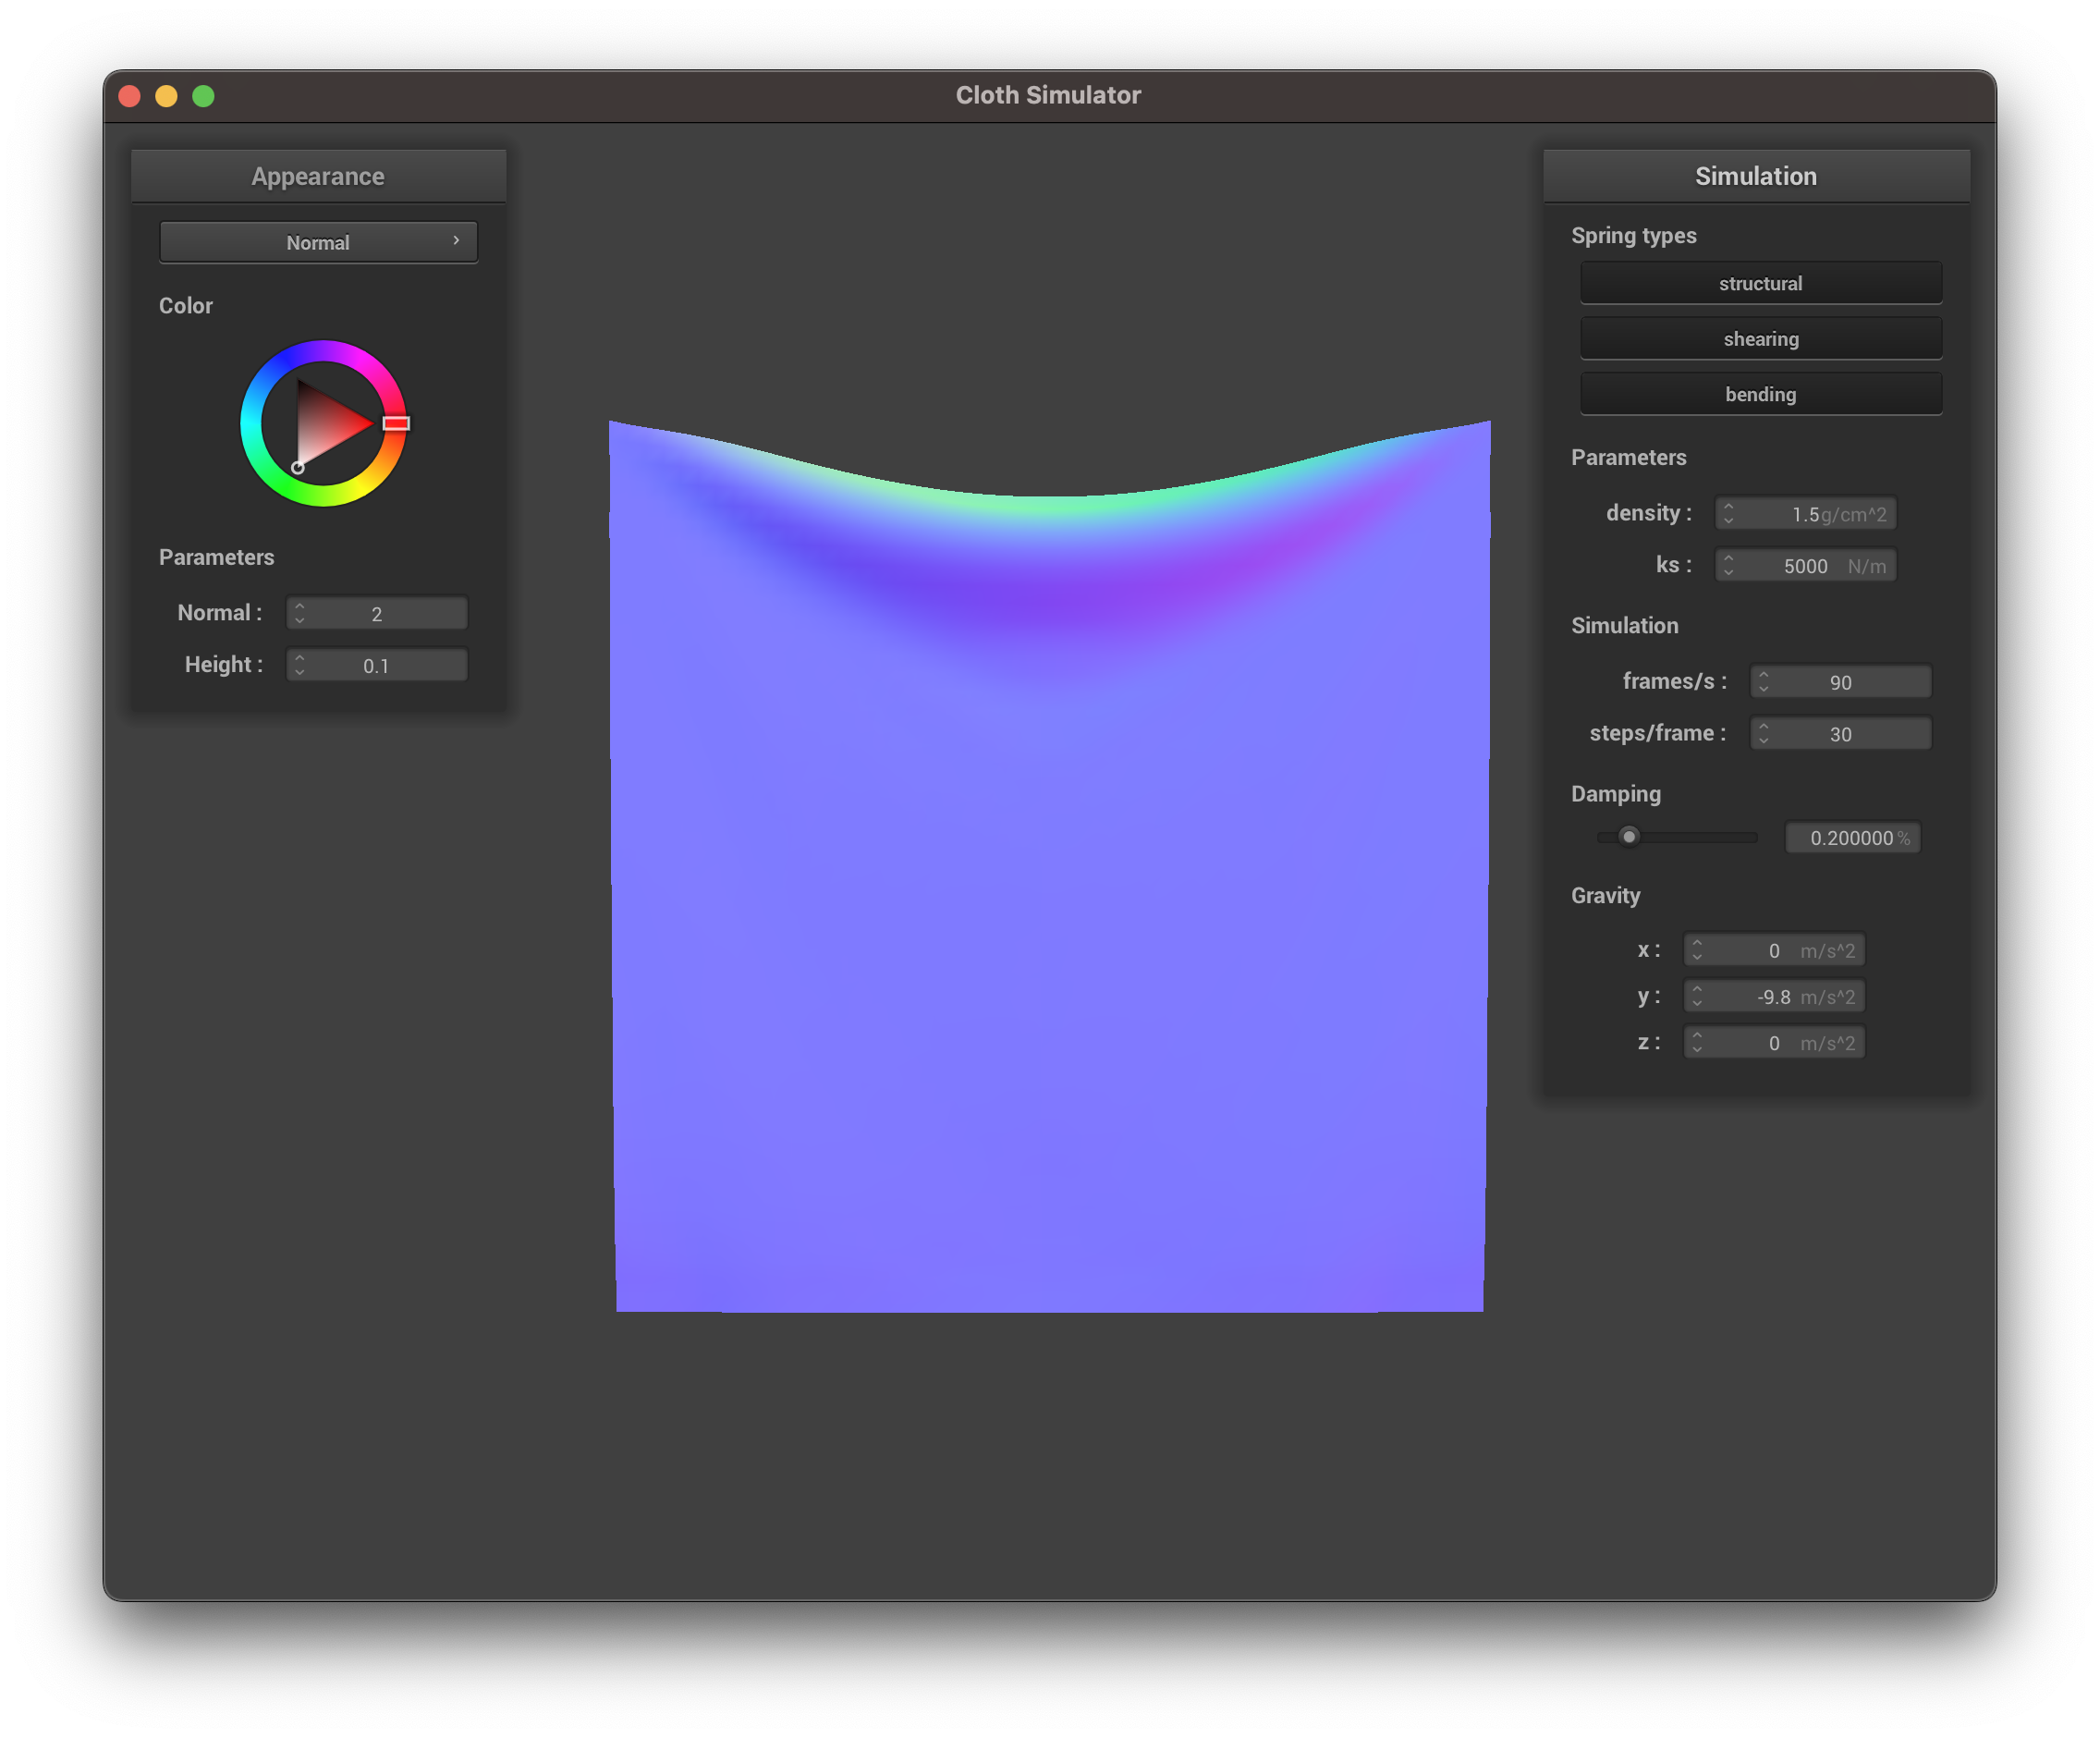 Cloth Simulator
Appearance
Normal
Color
Parameters
Normal : 2
Height : 0.1
Simulation
Spring types
structural
shearing
bending
Parameters
density : 1.5 g/cm^2
ks : 5000 N/m
Simulation
frames/s : 90
steps/frame : 30
Damping
0.200000 %
Gravity
x : 0 m/s^2
y : -9.8 m/s^2
z : 0 m/s^2